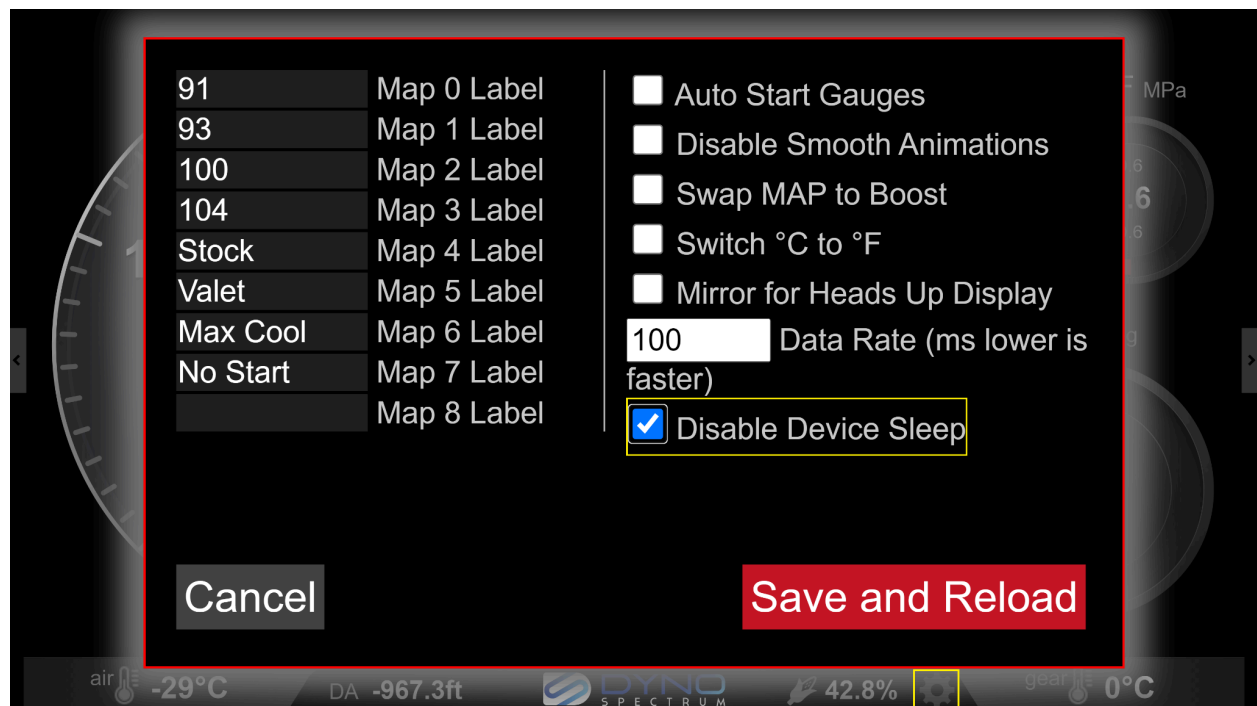 91 Map 0 Label
93 Map 1 Label
100 Map 2 Label
104 Map 3 Label
Stock Map 4 Label
Valet Map 5 Label
Max Cool Map 6 Label
No Start Map 7 Label
Map 8 Label
Auto Start Gauges
Disable Smooth Animations
Swap MAP to Boost
Switch °C to °F
Mirror for Heads Up Display
100 Data Rate (ms lower is
faster)
Disable Device Sleep
Cancel
Save and Reload
MPa
.6
.6
.6
air -29°C
DA -967.3ft
DYNO
SPECTRUM
42.8%
gear 0°C